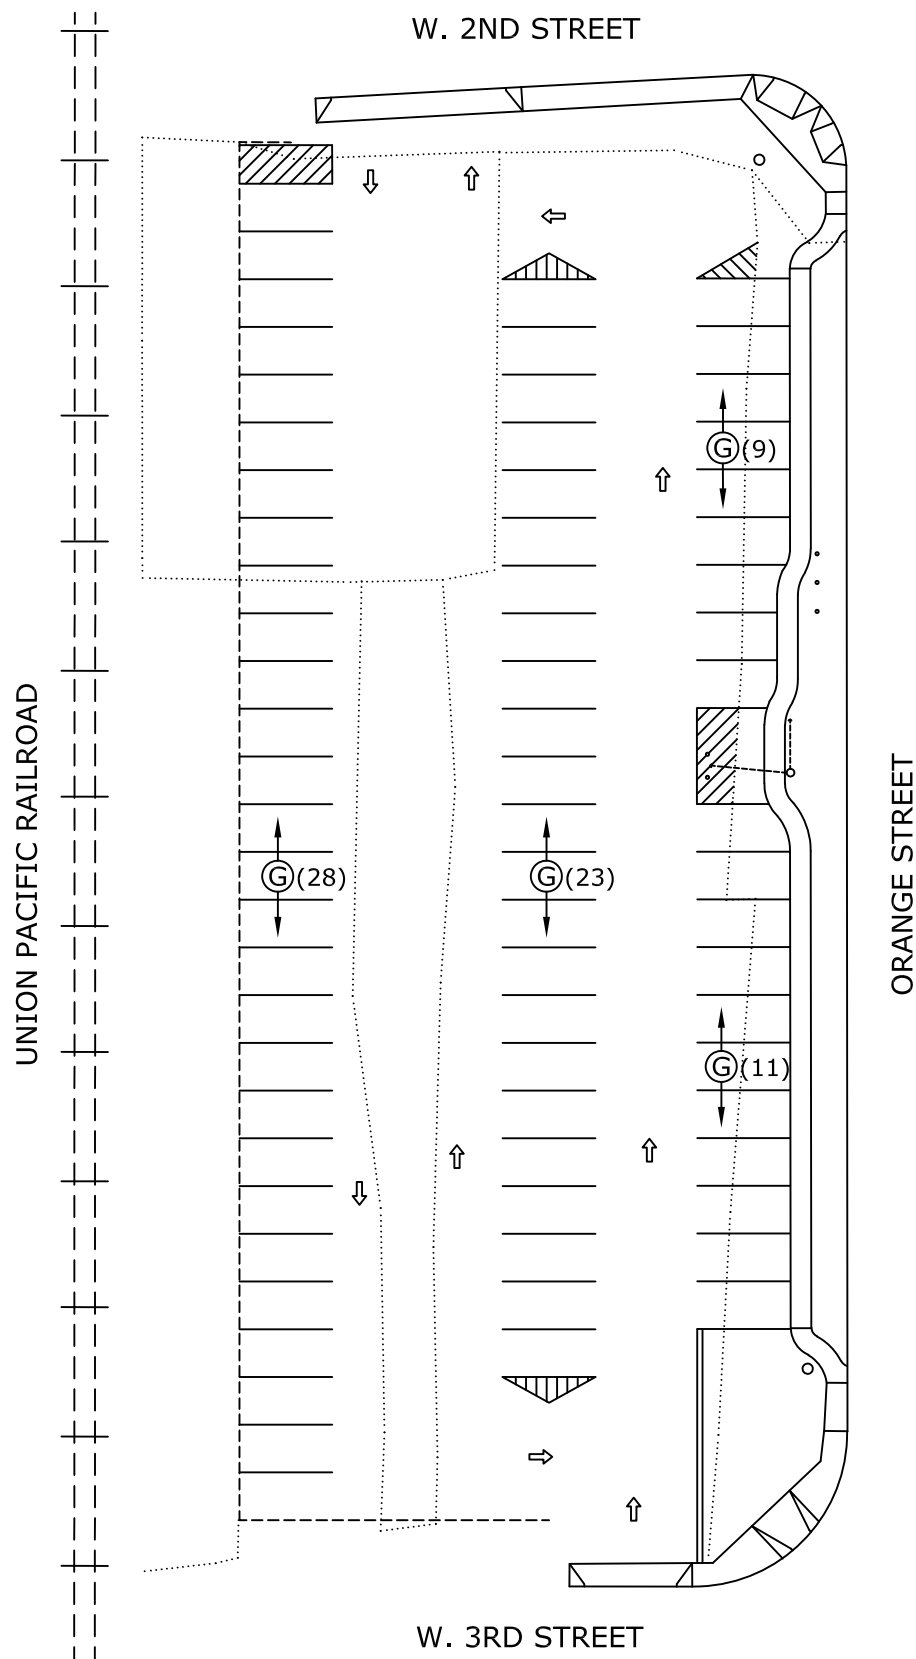 W. 2ND STREET
G (9)
UNION PACIFIC RAILROAD
ORANGE STREET
G (28)
G (23)
G (11)
W. 3RD STREET